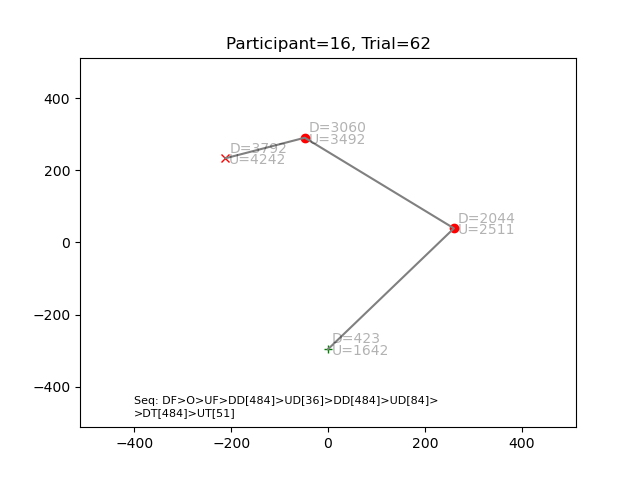 Participant=16, Trial=62
400
200
0
−200
−400
D=3060
U=3492
D=3792
U=4242
D=2044
U=2511
D=423
U=1642
Seq: DF>O>UF>DD[484]>UD[36]>DD[484]>UD[84]>
>DT[484]>UT[51]
−400 −200 0 200 400